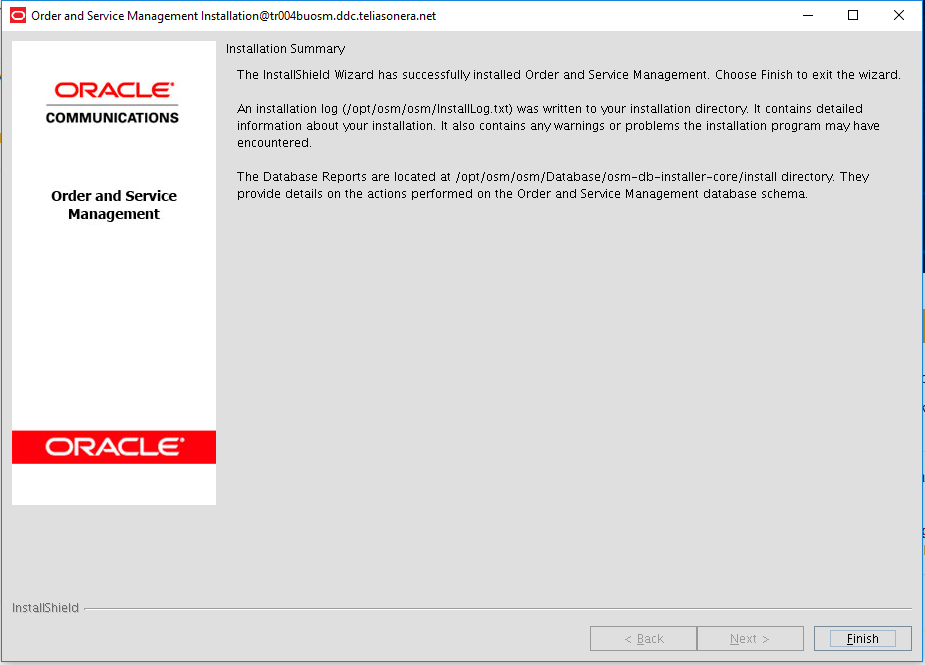 Order and Service Management Installation@tr004buosm.ddc.teliasonera.net
ORACLE
COMMUNICATIONS
Order and Service
Management
ORACLE
Installation Summary
The InstallShield Wizard has successfully installed Order and Service Management. Choose Finish to exit the wizard.
An installation log (/opt/osm/osm/InstallLog.txt) was written to your installation directory. It contains detailed
information about your installation. It also contains any warnings or problems the installation program may have
encountered.
The Database Reports are located at /opt/osm/osm/Database/osm-db-installer-core/install directory. They
provide details on the actions performed on the Order and Service Management database schema.
InstallShield
< Back
Next >
Finish